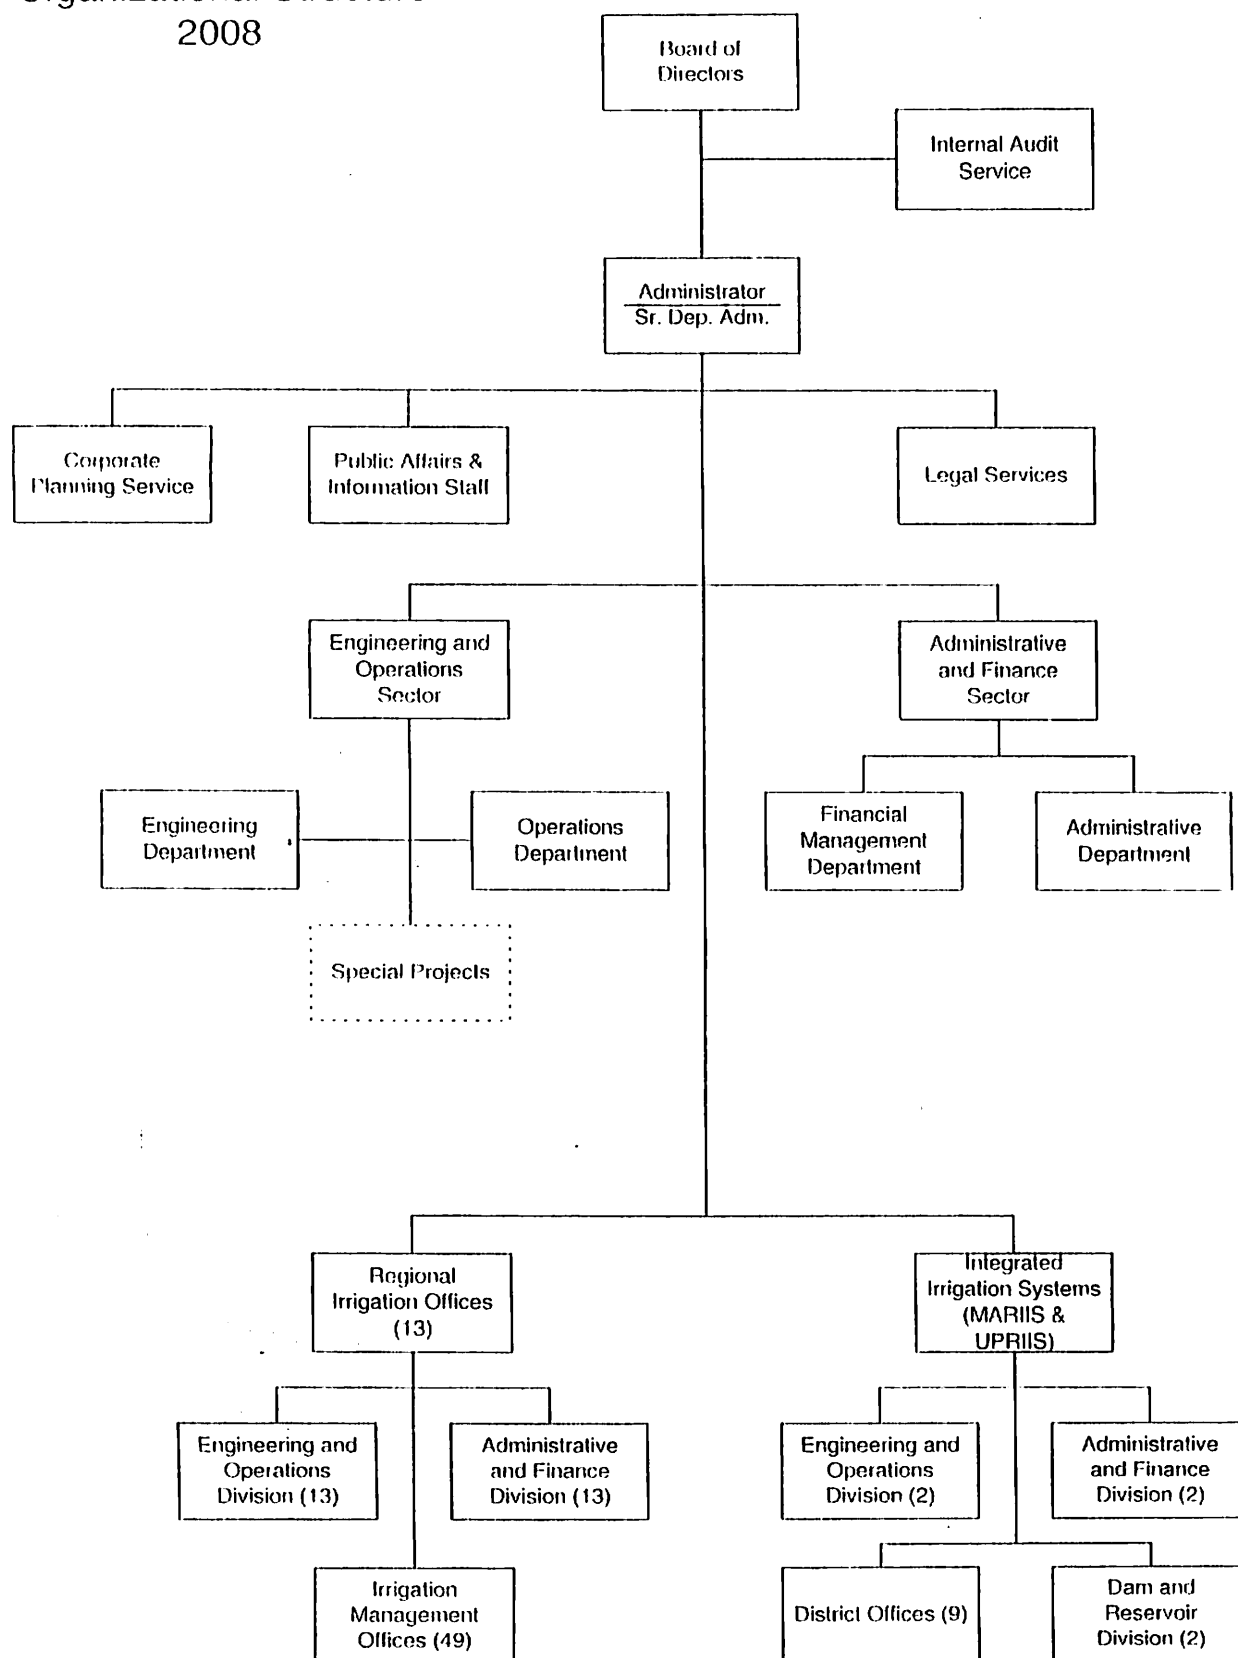 Organizational Structure
2008
Board of
Directors
Internal Audit
Service
Administrator
Sr. Dep. Adm.
Corporate
Planning Service
Public Affairs &
Information Staff
Legal Services
Engineering and
Operations
Sector
Administrative
and Finance
Sector
Engineering
Department
Operations
Department
Financial
Management
Department
Administrative
Department
Special Projects
Regional
Irrigation Offices
(13)
Integrated
Irrigation Systems
(MARIIS &
UPRIIS)
Engineering and
Operations
Division (13)
Administrative
and Finance
Division (13)
Engineering and
Operations
Division (2)
Administrative
and Finance
Division (2)
Irrigation
Management
Offices (49)
District Offices (9)
Dam and
Reservoir
Division (2)